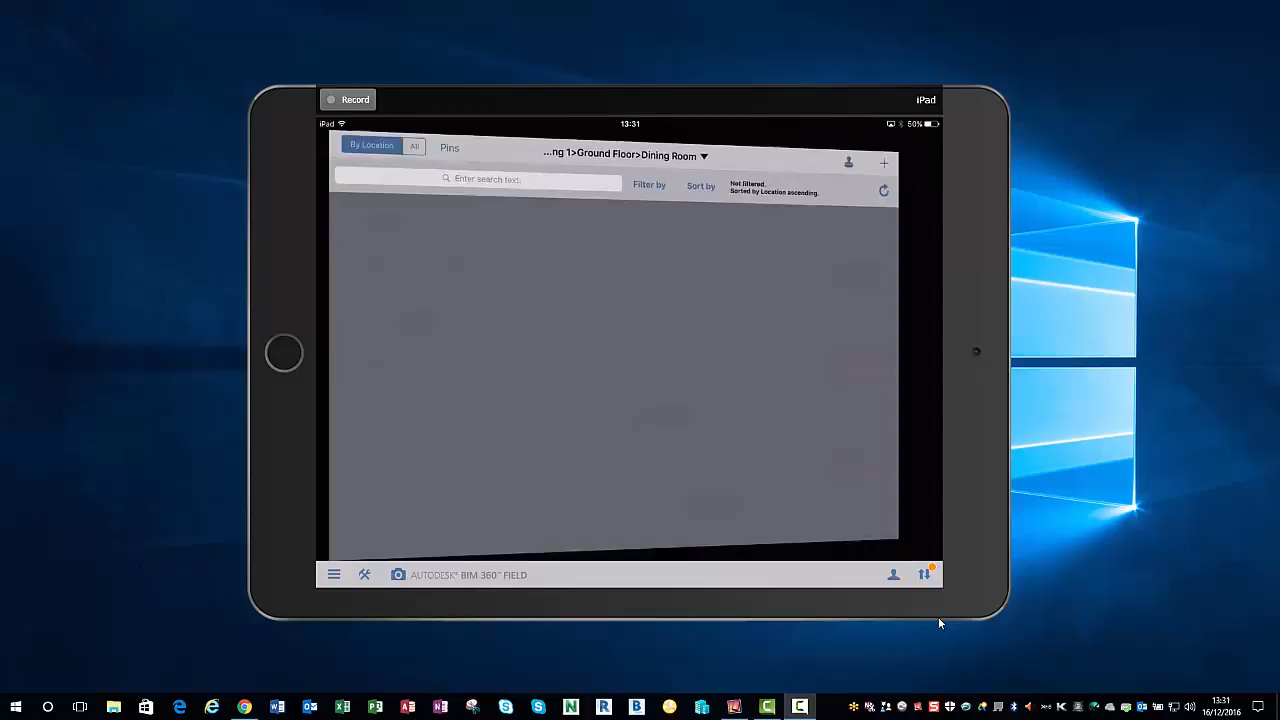 Record
iPad
iPad 13:31 50%
By Location All Pins ...ng 1>Ground Floor>Dining Room ▼
Enter search text. Filter by Sort by
Not filtered.
Sorted by Location ascending.
AUTODESK® BIM 360™ FIELD
13:31
16/12/2016